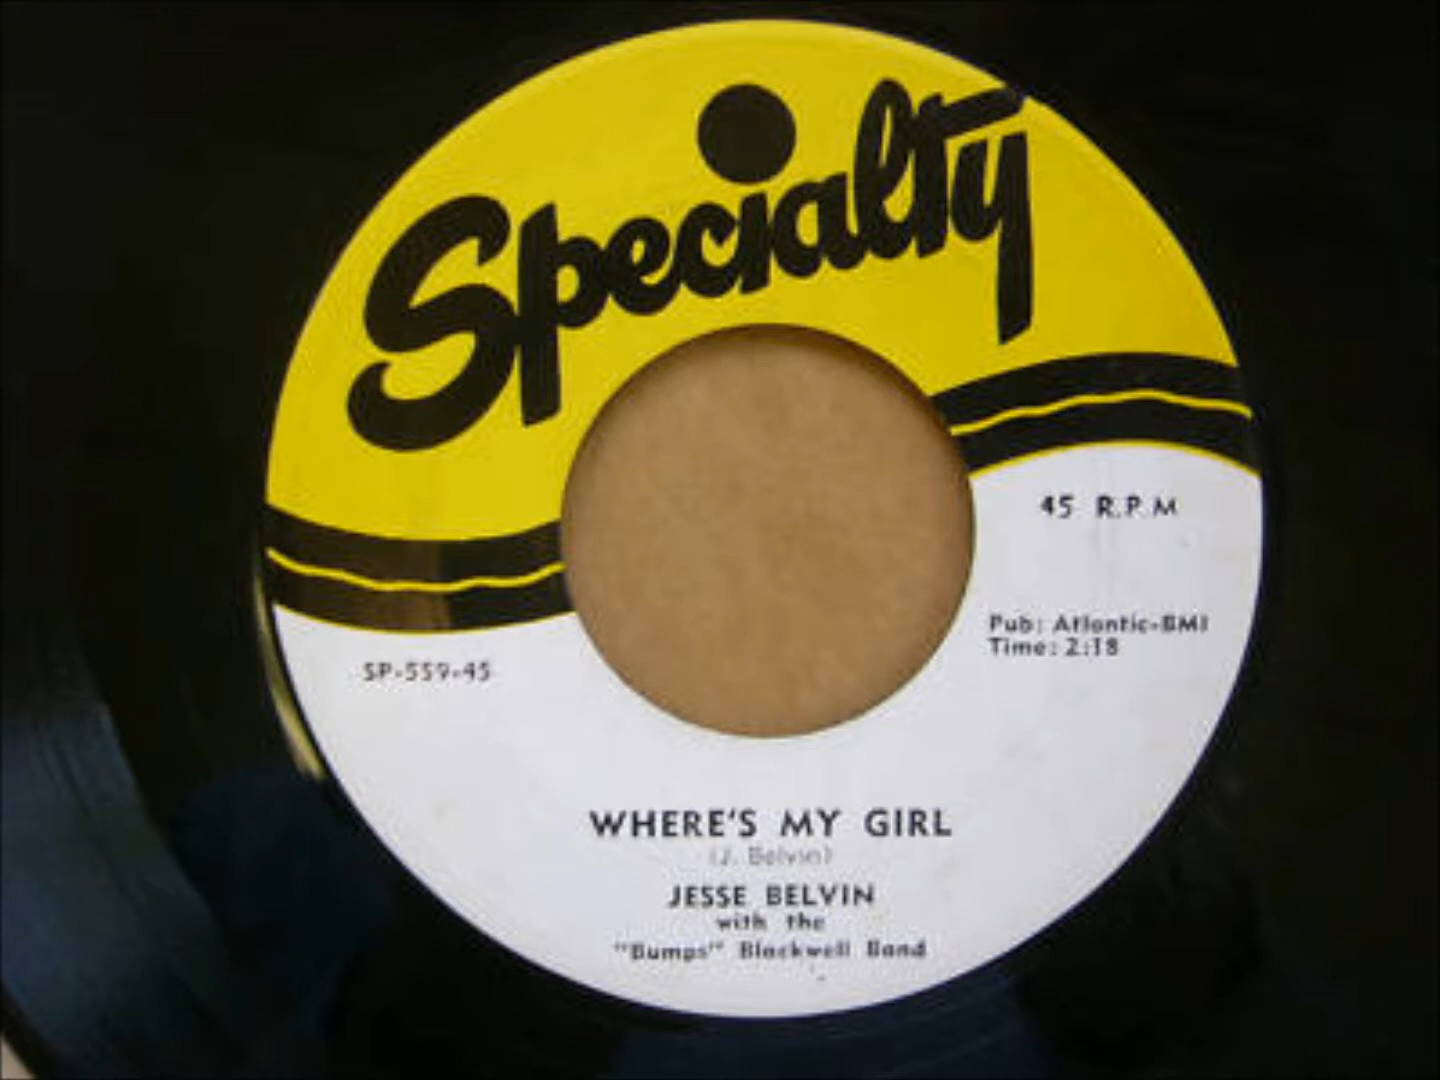 Specialty
45 R.P.M
Pub: Atlantic-BMI
Time: 2:18
SP-559-45
WHERE'S MY GIRL
(J. Belvin)
JESSE BELVIN
with the
"Bumps" Blackwell Band